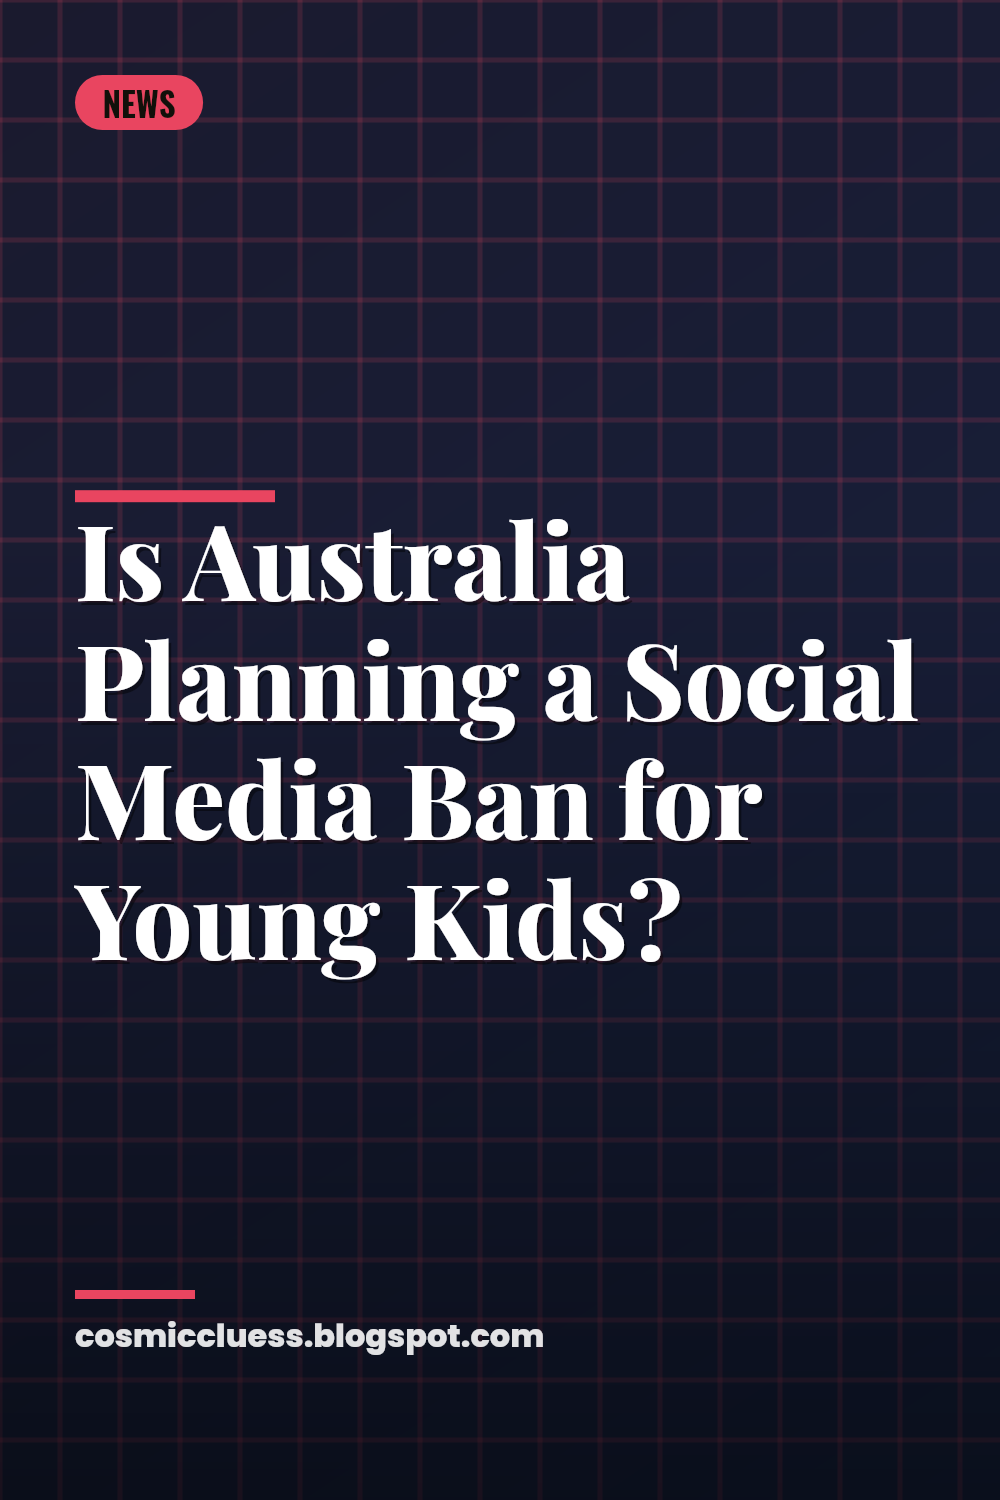 NEWS
Is Australia
Planning a Social
Media Ban for
Young Kids?
cosmiccluess.blogspot.com